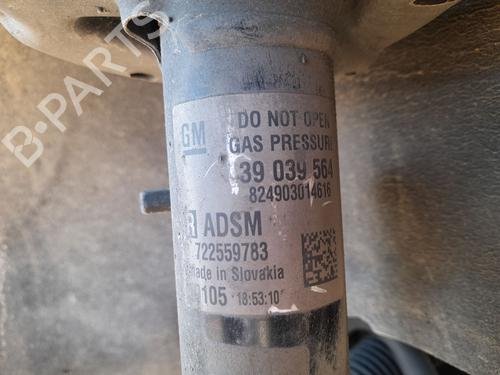 GM
DO NOT OPEN
GAS PRESSURE
39 039 564
824903014616
R ADSM
722559783
Made in Slovakia
105 18:53:10
B-PARTS